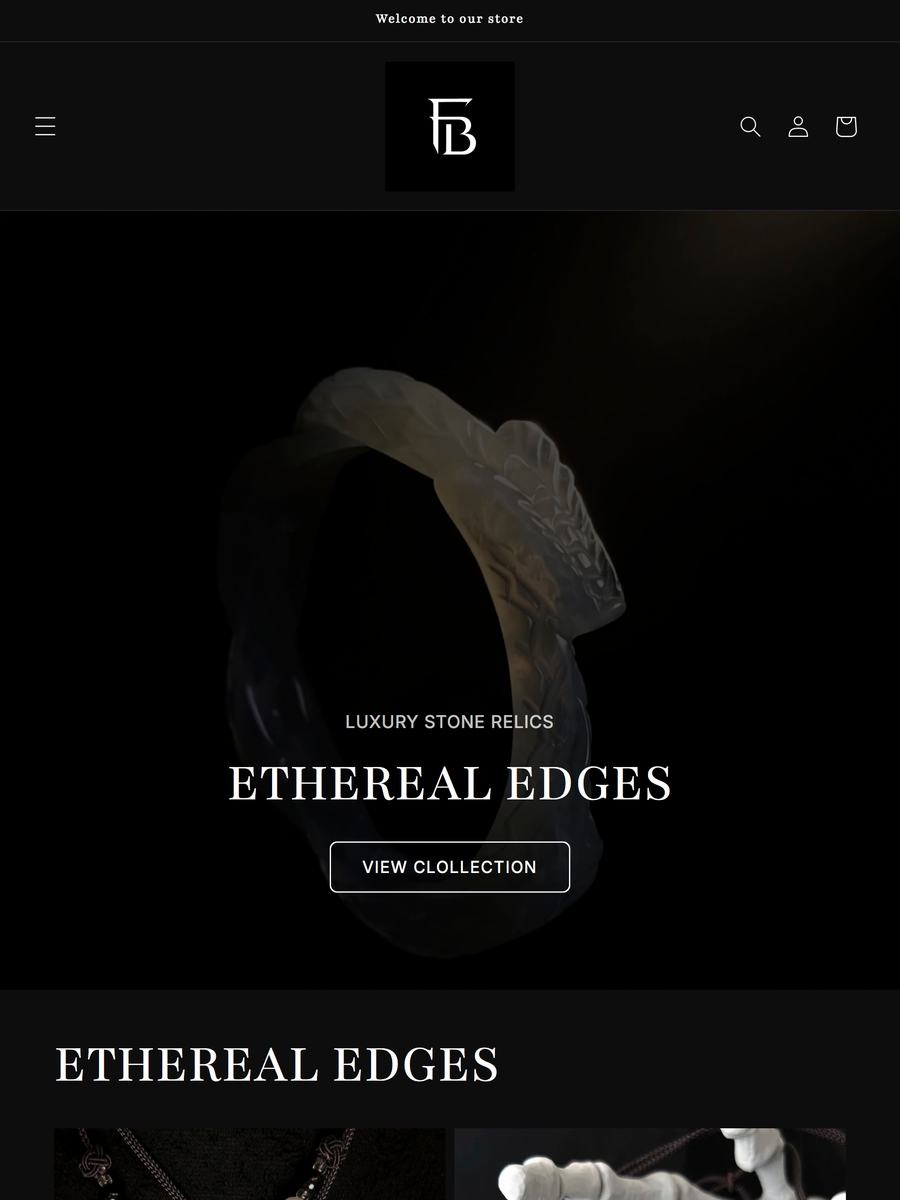 Welcome to our store
FB
LUXURY STONE RELICS
ETHEREAL EDGES
VIEW CLOLLECTION
ETHEREAL EDGES